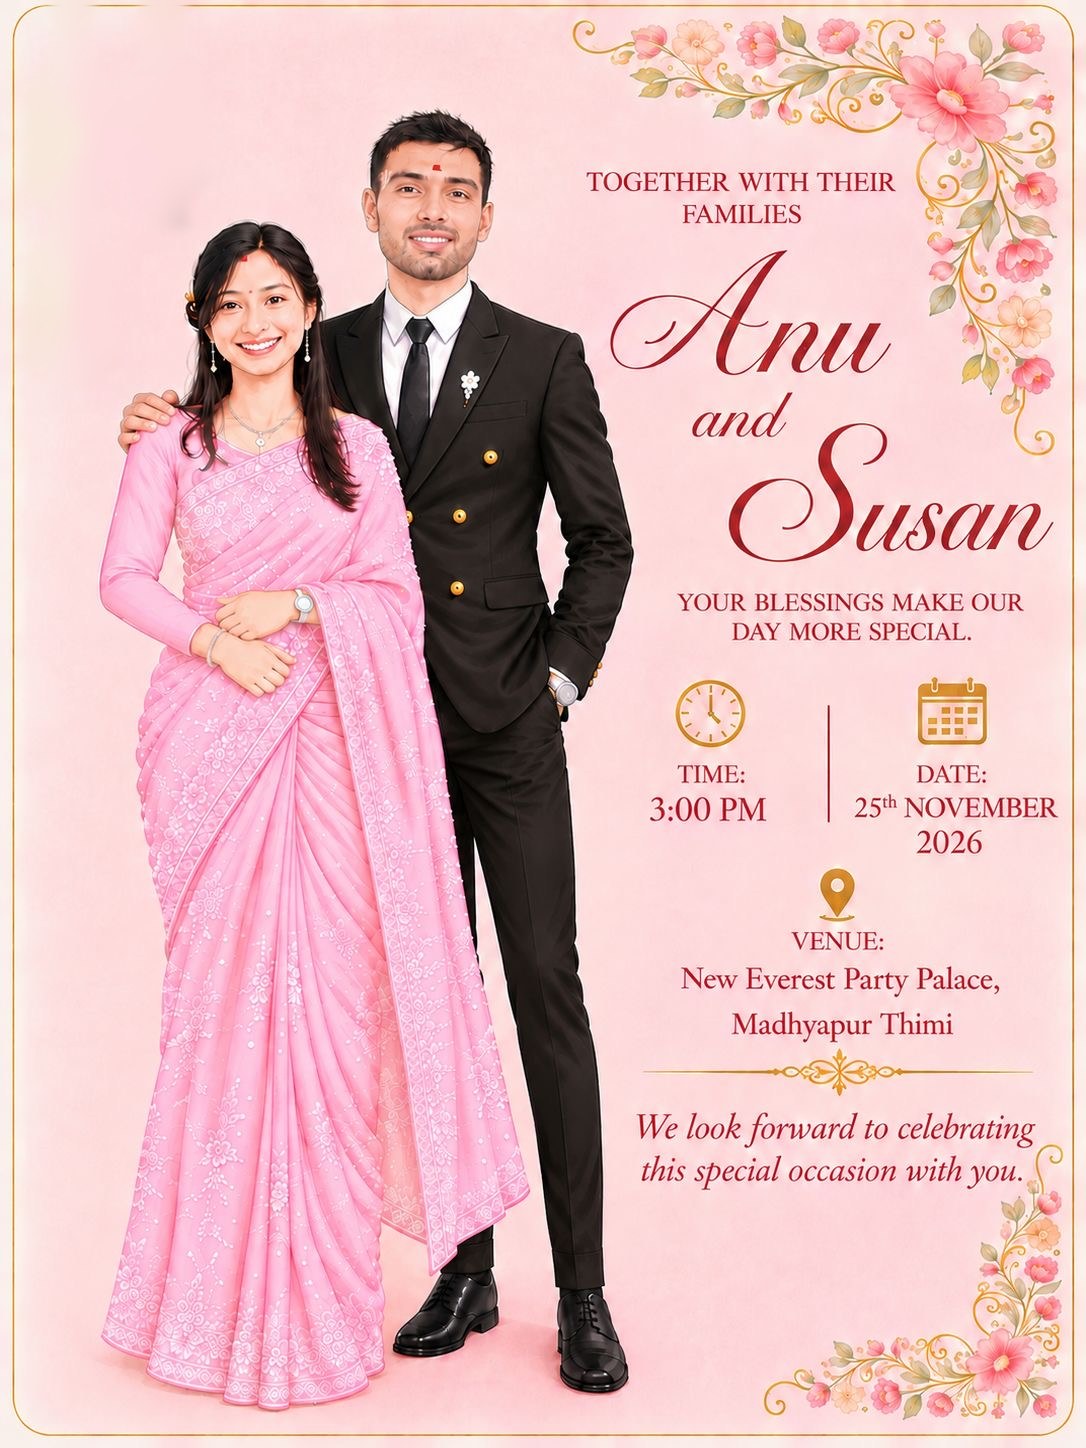 TOGETHER WITH THEIR
FAMILIES
Anu
and
Susan
YOUR BLESSINGS MAKE OUR
DAY MORE SPECIAL.
TIME:
3:00 PM
DATE:
25th NOVEMBER
2026
VENUE:
New Everest Party Palace,
Madhyapur Thimi
We look forward to celebrating
this special occasion with you.